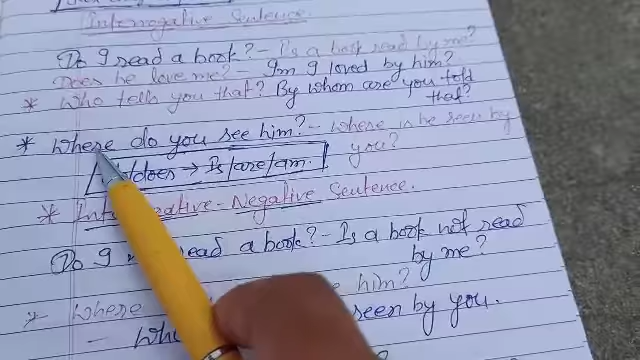 Interrogative Sentence.
Do I read a book? - Is a book read by me?
Does he love me? - Im I loved by him?
* Who tells you that? By whom are you told that?
* Where do you see him? - Where is he seen by you?
does → Is/are/am.
* Negative Sentence.
Do I read a book? - Is a book not read by me?
* Where him?
seen by you.